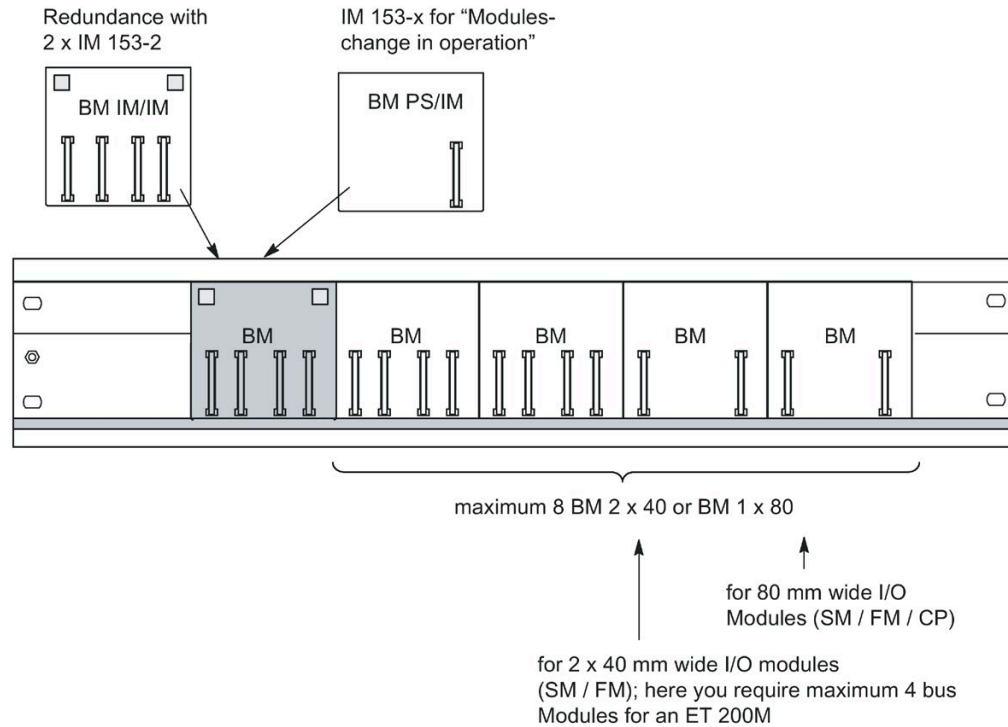 Redundance with
2 x IM 153-2
IM 153-x for “Modules-
change in operation”
BM IM/IM
BM PS/IM
BM
BM
BM
BM
BM
maximum 8 BM 2 x 40 or BM 1 x 80
for 80 mm wide I/O
Modules (SM / FM / CP)
for 2 x 40 mm wide I/O modules
(SM / FM); here you require maximum 4 bus
Modules for an ET 200M